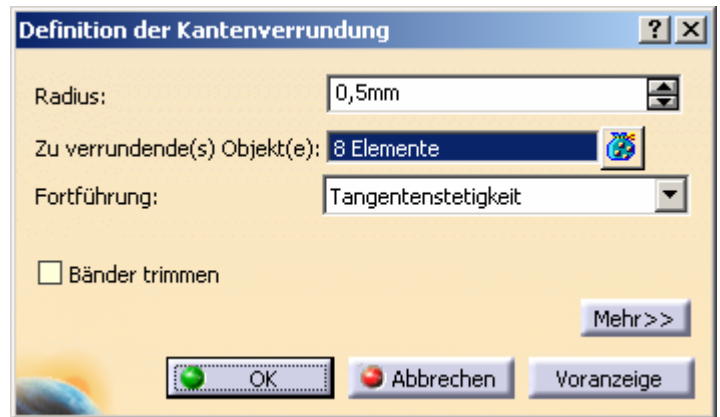 Definition der Kantenverrundung
Radius: 0,5mm
Zu verrundende(s) Objekt(e): 8 Elemente
Fortführung: Tangentenstetigkeit
Bänder trimmen
Mehr>>
OK Abbrechen Voranzeige